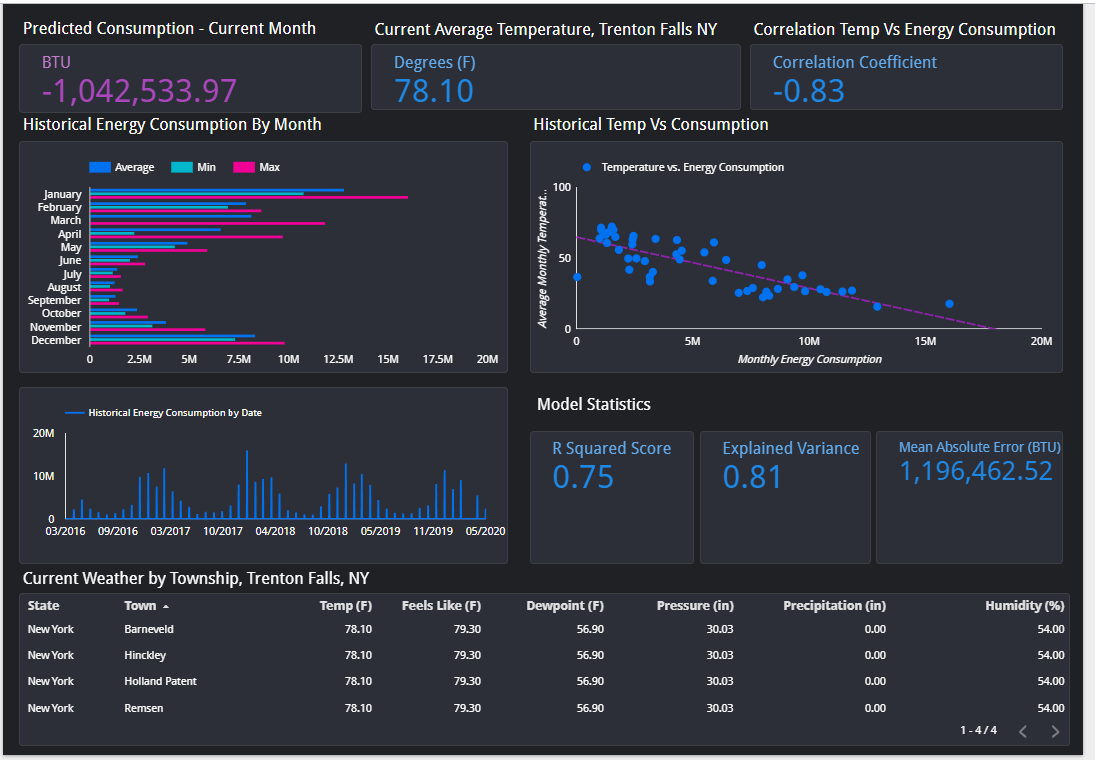 Predicted Consumption - Current Month
BTU
-1,042,533.97
Current Average Temperature, Trenton Falls NY
Degrees (F)
78.10
Correlation Temp Vs Energy Consumption
Correlation Coefficient
-0.83
Historical Energy Consumption By Month
Average Min Max
January
February
March
April
May
June
July
August
September
October
November
December
0 2.5M 5M 7.5M 10M 12.5M 15M 17.5M 20M
Historical Temp Vs Consumption
Temperature vs. Energy Consumption
Average Monthly Temperat...
100
50
0
0 5M 10M 15M 20M
Monthly Energy Consumption
Historical Energy Consumption by Date
20M
10M
0
03/2016 09/2016 03/2017 10/2017 04/2018 10/2018 05/2019 11/2019 05/2020
Model Statistics
R Squared Score
0.75
Explained Variance
0.81
Mean Absolute Error (BTU)
1,196,462.52
Current Weather by Township, Trenton Falls, NY
State Town Temp (F) Feels Like (F) Dewpoint (F) Pressure (in) Precipitation (in) Humidity (%)
New York Barneveld 78.10 79.30 56.90 30.03 0.00 54.00
New York Hinckley 78.10 79.30 56.90 30.03 0.00 54.00
New York Holland Patent 78.10 79.30 56.90 30.03 0.00 54.00
New York Remsen 78.10 79.30 56.90 30.03 0.00 54.00
1 - 4 / 4